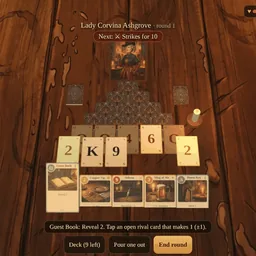 Lady Corvina Ashgrove · round 1
Next: ⚔ Strikes for 10
2 K 9 6 2
Guest Book: Reveal 2. Tap an open rival card that makes 1 (±1).
Deck (9 left) Pour one out End round